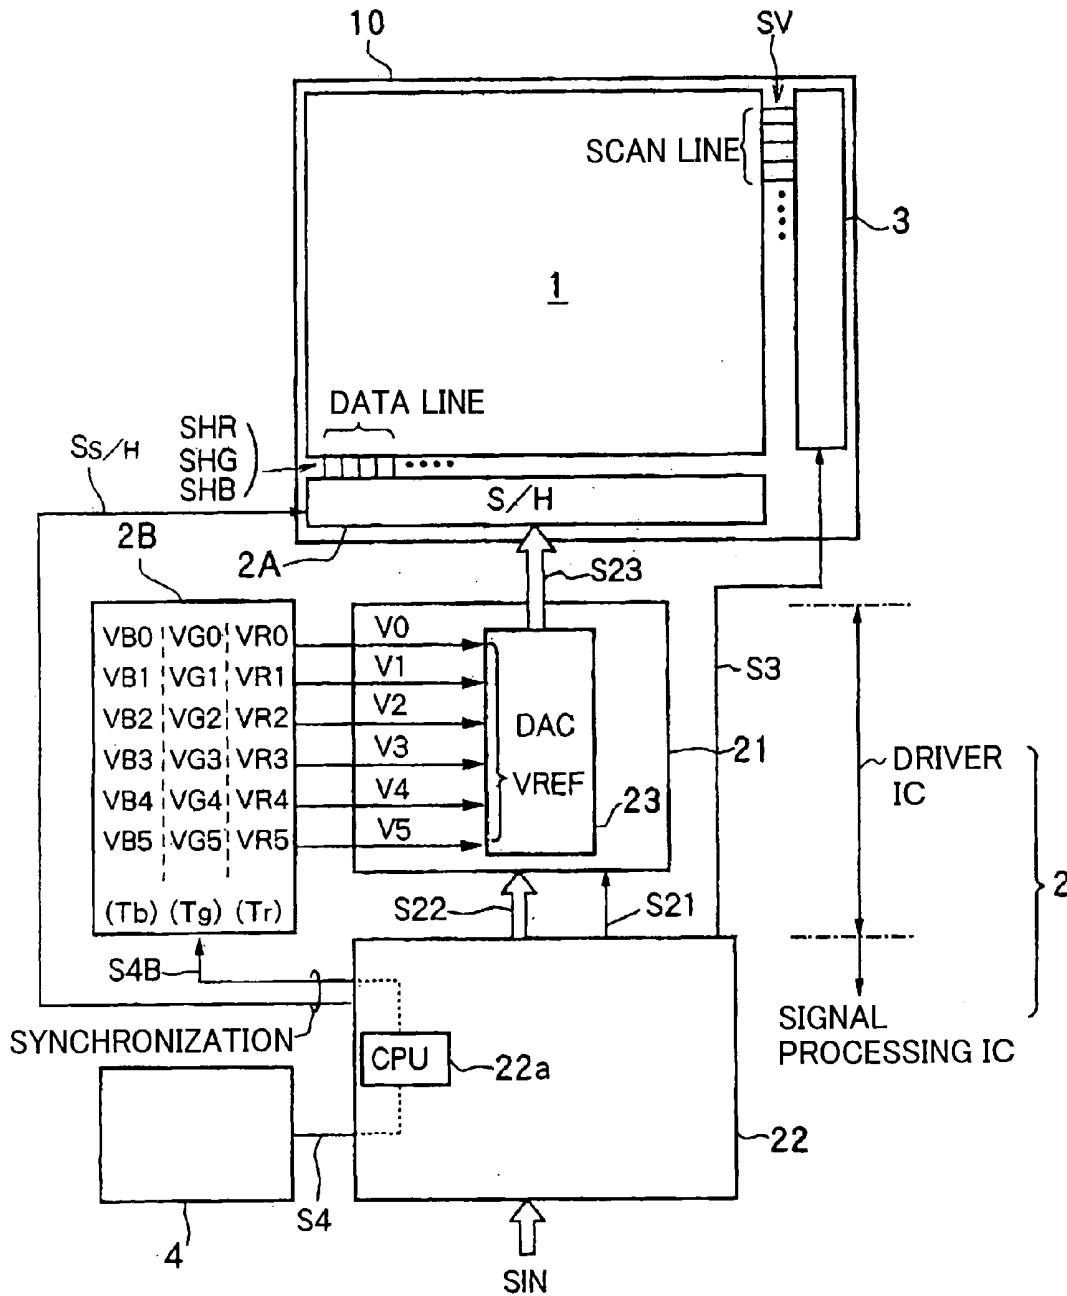 10
SV
SCAN LINE
3
1
DATA LINE
SHR
SHG
SHB
SS/H
S/H
2B
2A
S23
VB0 VG0 VR0
VB1 VG1 VR1
VB2 VG2 VR2
VB3 VG3 VR3
VB4 VG4 VR4
VB5 VG5 VR5
(Tb) (Tg) (Tr)
V0
V1
V2
V3
V4
V5
DAC
VREF
23
21
S3
DRIVER
IC
2
S22
S21
S4B
SYNCHRONIZATION
CPU
22a
SIGNAL
PROCESSING IC
22
S4
4
SIN